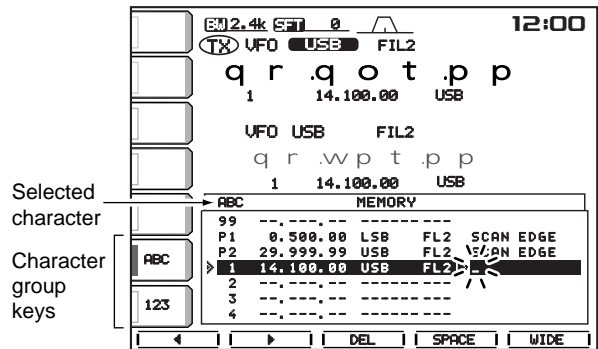 BW 2.4k SFT 0 12:00
TX VFO USB FIL2
q r .q o t .p p
1 14.100.00 USB
VFO USB FIL2
q r .w p t .p p
1 14.100.00 USB
Selected character
ABC MEMORY
99 --.---.-- ------ ---
P1 0.500.00 LSB FL2 SCAN EDGE
P2 29.999.99 USB FL2 SCAN EDGE
1 14.100.00 USB FL2
2 --.---.-- ------ ---
3 --.---.-- ------ ---
4 --.---.-- ------ ---
Character group keys
ABC
123
DEL SPACE WIDE